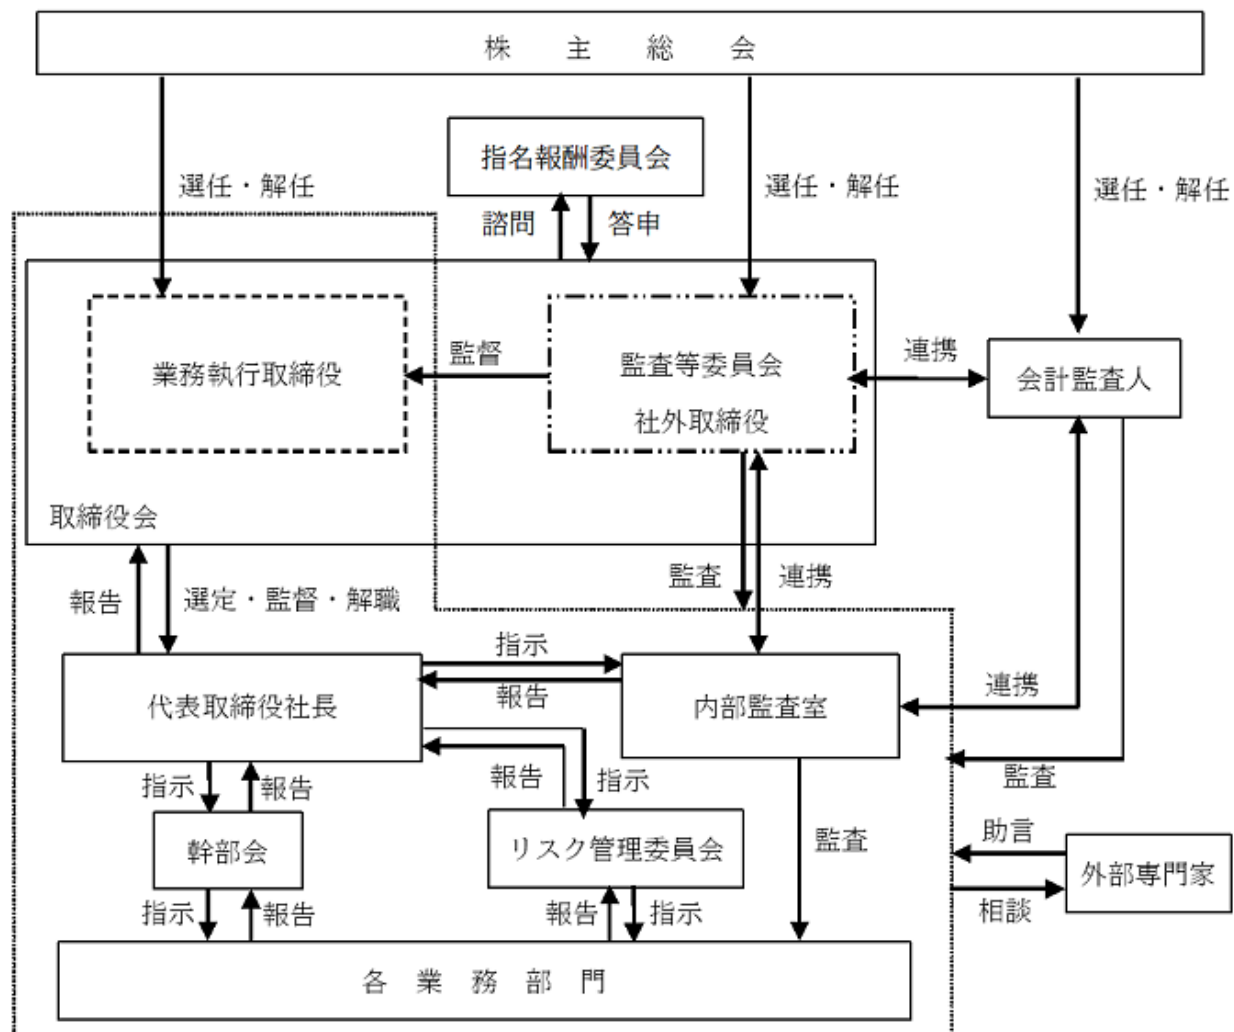 株主総会
指名報酬委員会
選任・解任
選任・解任
選任・解任
諮問
答申
業務執行取締役
監督
監査等委員会
社外取締役
連携
会計監査人
取締役会
報告
選定・監督・解職
監査
連携
指示
報告
代表取締役社長
内部監査室
連携
報告
指示
監査
指示
報告
幹部会
リスク管理委員会
監査
助言
外部専門家
相談
指示
報告
報告
指示
各業務部門